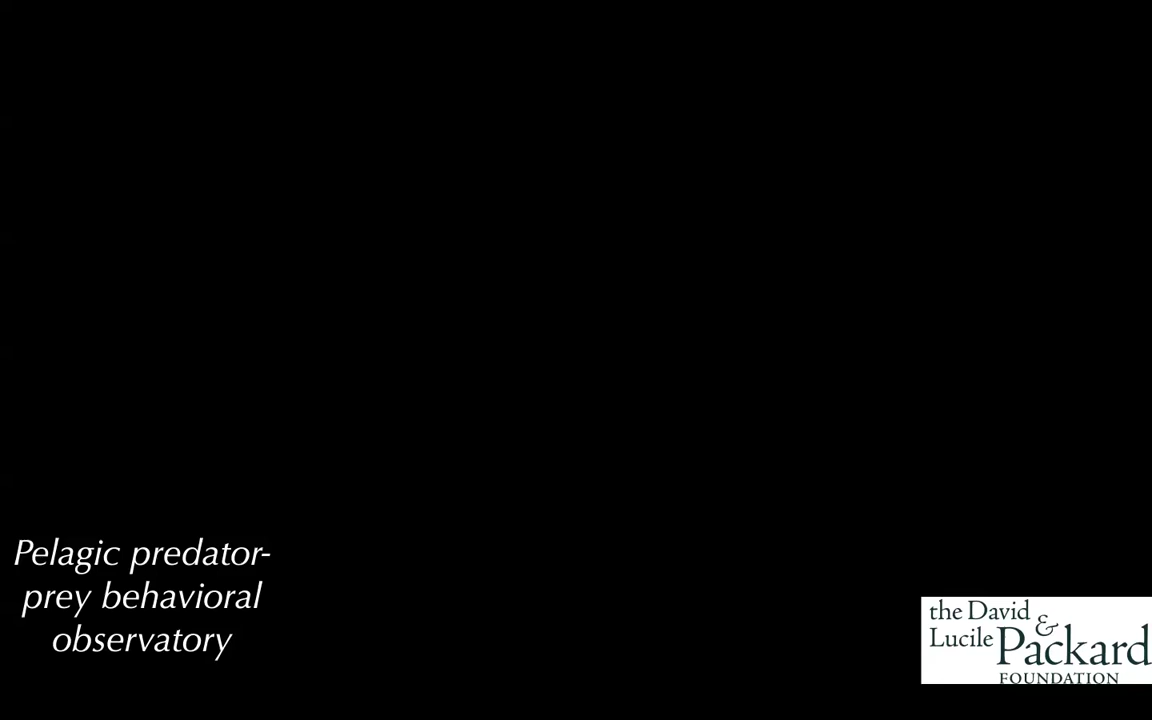 Pelagic predator-
prey behavioral
observatory
the David &
Lucile Packard
FOUNDATION